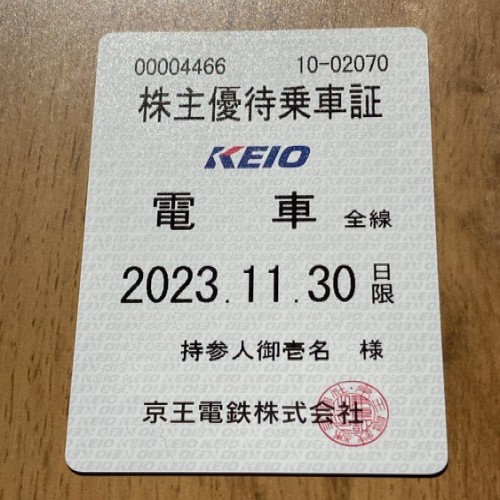 00004466 10-02070
株主優待乗車証
KEIO
電車 全線
2023.11.30 日限
持参人御壱名 様
京王電鉄株式会社